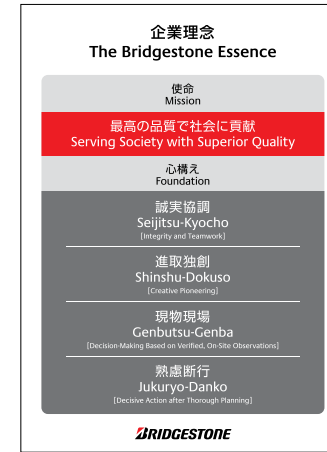 企業理念
The Bridgestone Essence
使命
Mission
最高の品質で社会に貢献
Serving Society with Superior Quality
心構え
Foundation
誠実協調
Seijitsu-Kyocho
[Integrity and Teamwork]
進取独創
Shinshu-Dokuso
[Creative Pioneering]
現物現場
Genbutsu-Genba
[Decision-Making Based on Verified, On-Site Observations]
熟慮断行
Jukuryo-Danko
[Decisive Action after Thorough Planning]
BRIDGESTONE